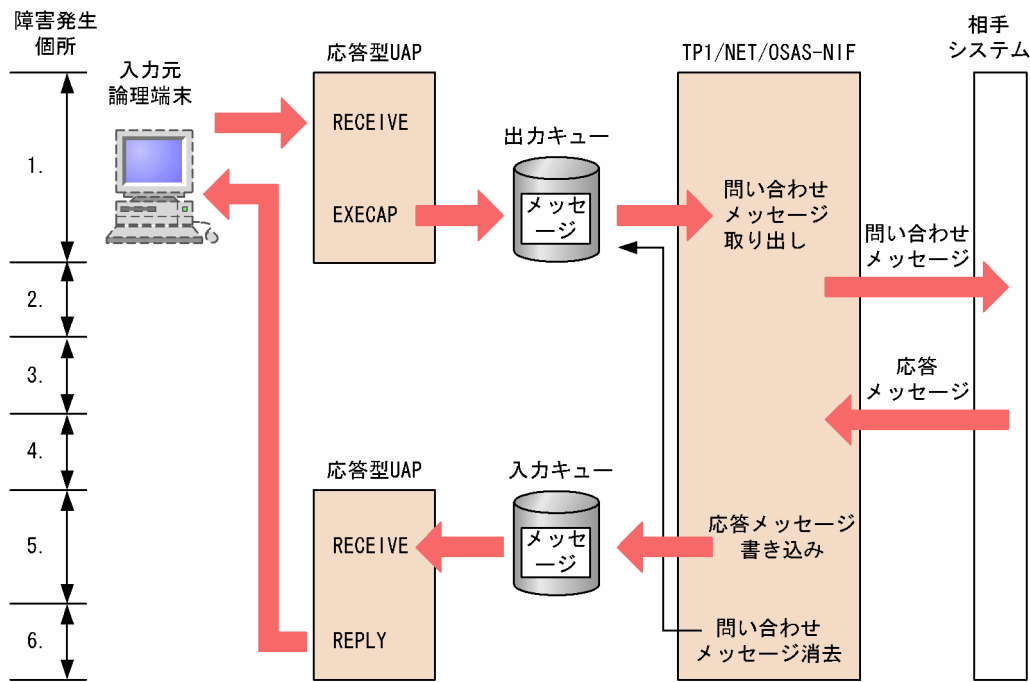 障害発生
個所
入力元
論理端末
応答型UAP
TP1/NET/OSAS-NIF
相手
システム
1.
RECEIVE
EXECAP
出力キュー
メッセ
ージ
問い合わせ
メッセージ
取り出し
問い合わせ
メッセージ
2.
3.
応答
メッセージ
4.
応答型UAP
入力キュー
5.
RECEIVE
メッセ
ージ
応答メッセージ
書き込み
6.
REPLY
問い合わせ
メッセージ消去